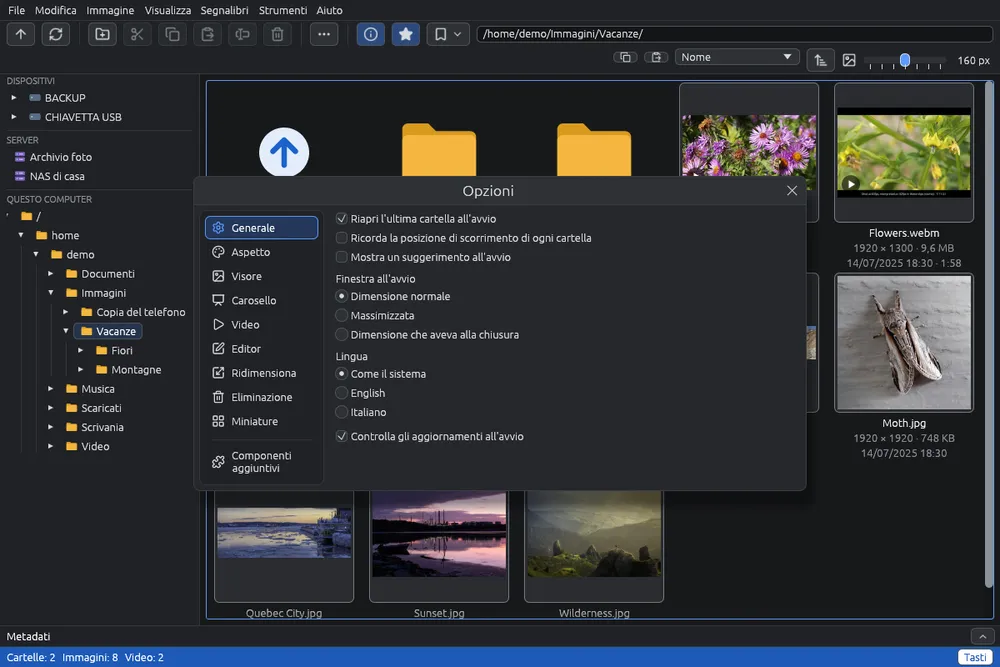 File Modifica Immagine Visualizza Segnalibri Strumenti Aiuto
/home/demo/Immagini/Vacanze/
Nome
160 px
DISPOSITIVI
BACKUP
CHIAVETTA USB
SERVER
Archivio foto
NAS di casa
QUESTO COMPUTER
/
home
demo
Documenti
Immagini
Copia del telefono
Vacanze
Fiori
Montagne
Musica
Scaricati
Scrivania
Video
Opzioni
Generale
Aspetto
Visore
Carosello
Video
Editor
Ridimensiona
Eliminazione
Miniature
Componenti
aggiuntivi
Riapri l'ultima cartella all'avvio
Ricorda la posizione di scorrimento di ogni cartella
Mostra un suggerimento all'avvio
Finestra all'avvio
Dimensione normale
Massimizzata
Dimensione che aveva alla chiusura
Lingua
Come il sistema
English
Italiano
Controlla gli aggiornamenti all'avvio
Flowers.webm
1920 × 1300 · 9,6 MB
14/07/2025 18:30 · 1:58
Moth.jpg
1920 × 1920 · 748 KB
14/07/2025 18:30
Quebec City.jpg
Sunset.jpg
Wilderness.jpg
Metadati
Cartelle: 2 Immagini: 8 Video: 2
Tasti